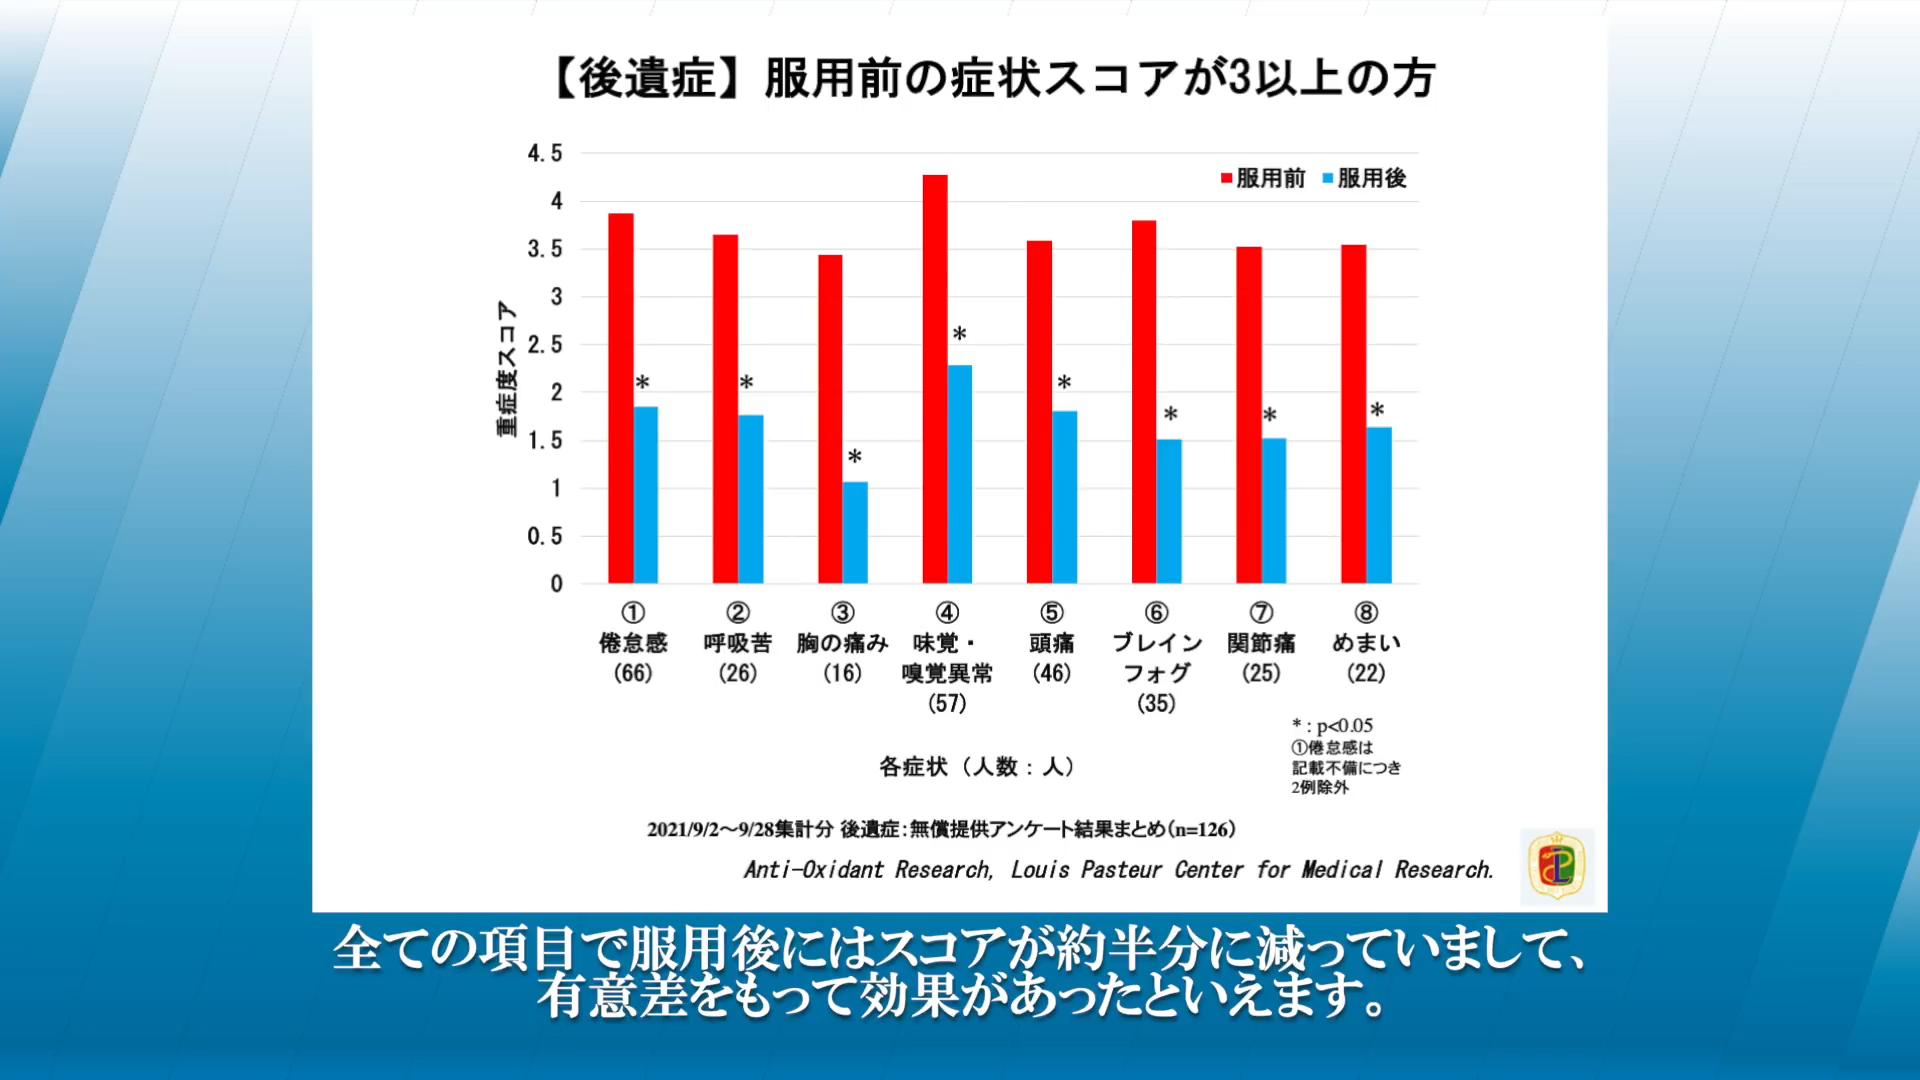 【後遺症】服用前の症状スコアが3以上の方
4.5
4
3.5
3
2.5
2
1.5
1
0.5
0
重症度スコア
服用前 服用後
* * * * * * * *
① ② ③ ④ ⑤ ⑥ ⑦ ⑧
倦怠感 呼吸苦 胸の痛み 味覚・ 頭痛 ブレイン 関節痛 めまい
(66) (26) (16) 嗅覚異常 (46) フォグ (25) (22)
(57) (35)
各症状（人数：人）
*：p<0.05
①倦怠感は
記載不備につき
2例除外
2021/9/2～9/28集計分 後遺症：無償提供アンケート結果まとめ（n=126）
Anti-Oxidant Research, Louis Pasteur Center for Medical Research.
全ての項目で服用後にはスコアが約半分に減っていまして、
有意差をもって効果があったといえます。